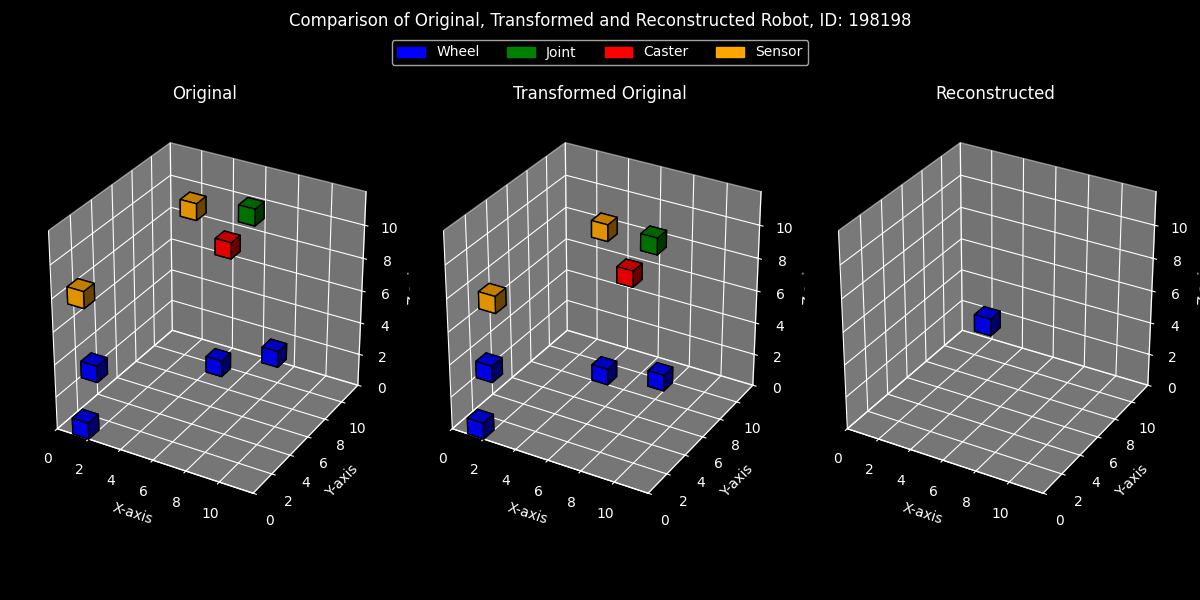 Comparison of Original, Transformed and Reconstructed Robot, ID: 198198
Wheel Joint Caster Sensor
Original Transformed Original Reconstructed
0 2 4 6 8 10
X-axis
0 2 4 6 8 10
Y-axis
0 2 4 6 8 10
0 2 4 6 8 10
X-axis
0 2 4 6 8 10
Y-axis
0 2 4 6 8 10
0 2 4 6 8 10
X-axis
0 2 4 6 8 10
Y-axis
0 2 4 6 8 10